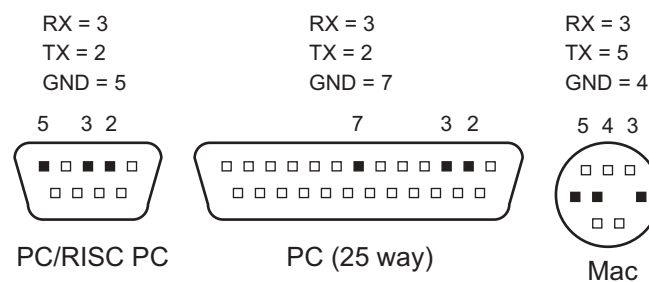 RX = 3
TX = 2
GND = 5
5 3 2
PC/RISC PC
RX = 3
TX = 2
GND = 7
7 3 2
PC (25 way)
RX = 3
TX = 5
GND = 4
5 4 3
Mac